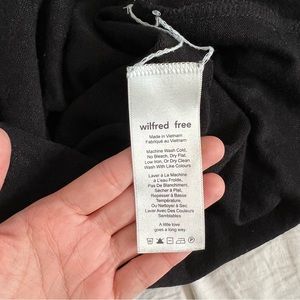 wilfred free
Made in Vietnam
Fabriqué au Vietnam
Machine Wash Cold,
No Bleach, Dry Flat,
Low Iron, Or Dry Clean
Wash With Like Colours
Laver à La Machine
à L'eau Froide,
Pas De Blanchiment,
Sécher à Plat,
Repasser à Basse
Température,
Ou Nettoyer à Sec
Laver Avec Des Couleurs
Semblables
A little love
goes a long way